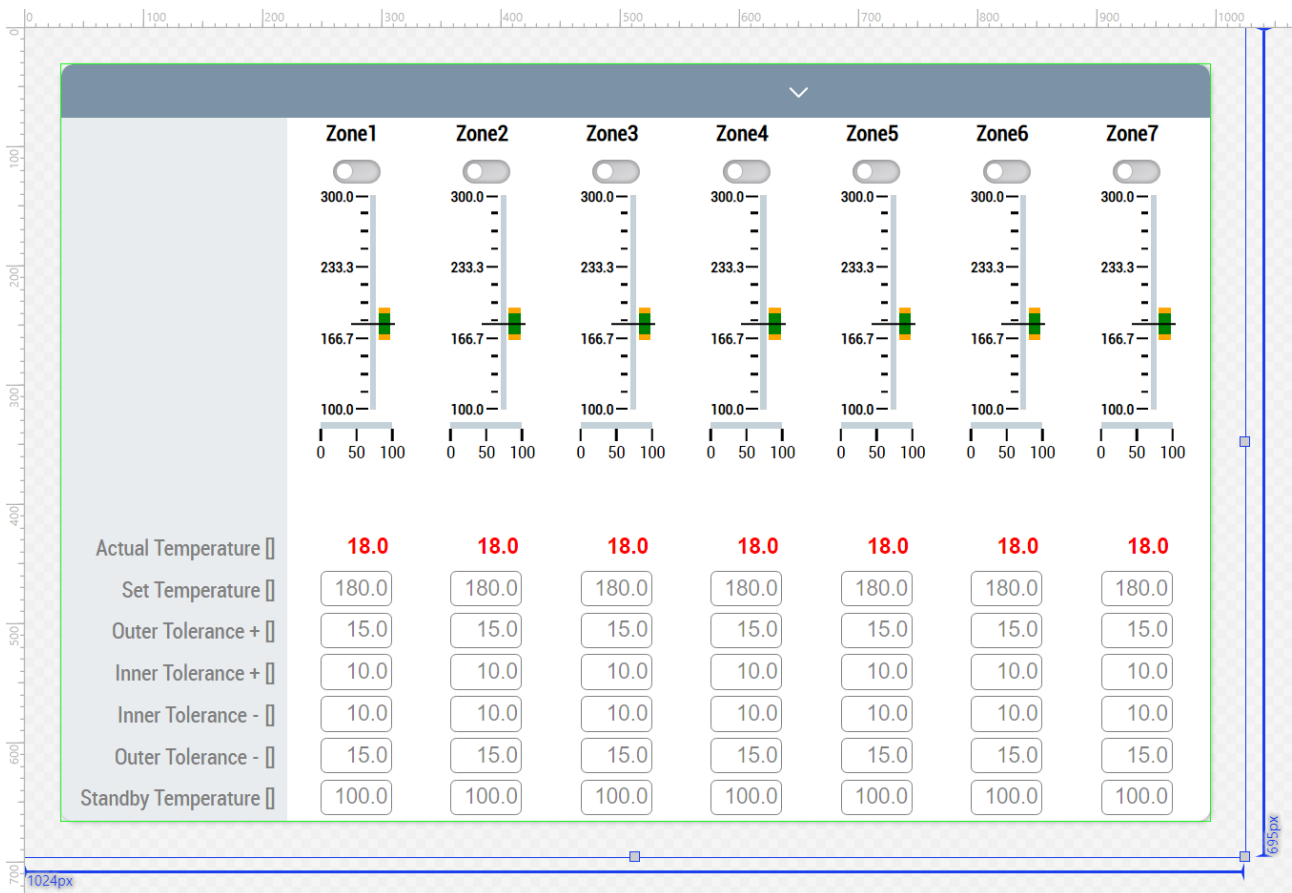 0 100 200 300 400 500 600 700 800 900 1000
0
Zone1 Zone2 Zone3 Zone4 Zone5 Zone6 Zone7
100
300.0 300.0 300.0 300.0 300.0 300.0 300.0
200
233.3 233.3 233.3 233.3 233.3 233.3 233.3
166.7 166.7 166.7 166.7 166.7 166.7 166.7
300
100.0 100.0 100.0 100.0 100.0 100.0 100.0
0 50 100 0 50 100 0 50 100 0 50 100 0 50 100 0 50 100 0 50 100
400
Actual Temperature [] 18.0 18.0 18.0 18.0 18.0 18.0 18.0
Set Temperature [] 180.0 180.0 180.0 180.0 180.0 180.0 180.0
500
Outer Tolerance + [] 15.0 15.0 15.0 15.0 15.0 15.0 15.0
Inner Tolerance + [] 10.0 10.0 10.0 10.0 10.0 10.0 10.0
Inner Tolerance - [] 10.0 10.0 10.0 10.0 10.0 10.0 10.0
600
Outer Tolerance - [] 15.0 15.0 15.0 15.0 15.0 15.0 15.0
Standby Temperature [] 100.0 100.0 100.0 100.0 100.0 100.0 100.0
695px
700
1024px